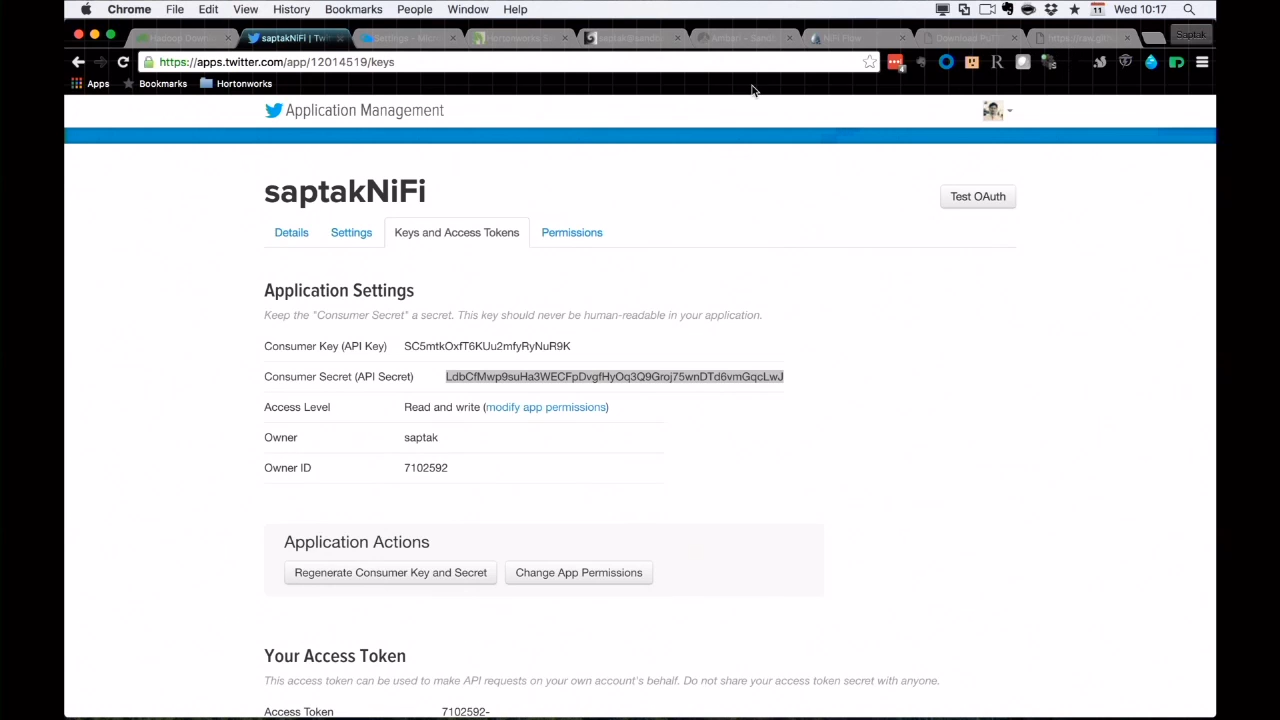 Chrome File Edit View History Bookmarks People Window Help
11 Wed 10:17
saptakNiFi | Twi
NiFi Flow
Saptak
https://apps.twitter.com/app/12014519/keys
Apps Bookmarks Hortonworks
Application Management
saptakNiFi
Test OAuth
Details Settings Keys and Access Tokens Permissions
Application Settings
Keep the "Consumer Secret" a secret. This key should never be human-readable in your application.
Consumer Key (API Key) SC5mtkOxfT6KUu2mfyRyNuR9K
Consumer Secret (API Secret) LdbCfMwp9suHa3WECFpDvgfHyOq3Q9Groj75wnDTd6vmGqcLwJ
Access Level Read and write (modify app permissions)
Owner saptak
Owner ID 7102592
Application Actions
Regenerate Consumer Key and Secret Change App Permissions
Your Access Token
This access token can be used to make API requests on your own account's behalf. Do not share your access token secret with anyone.
Access Token 7102592-